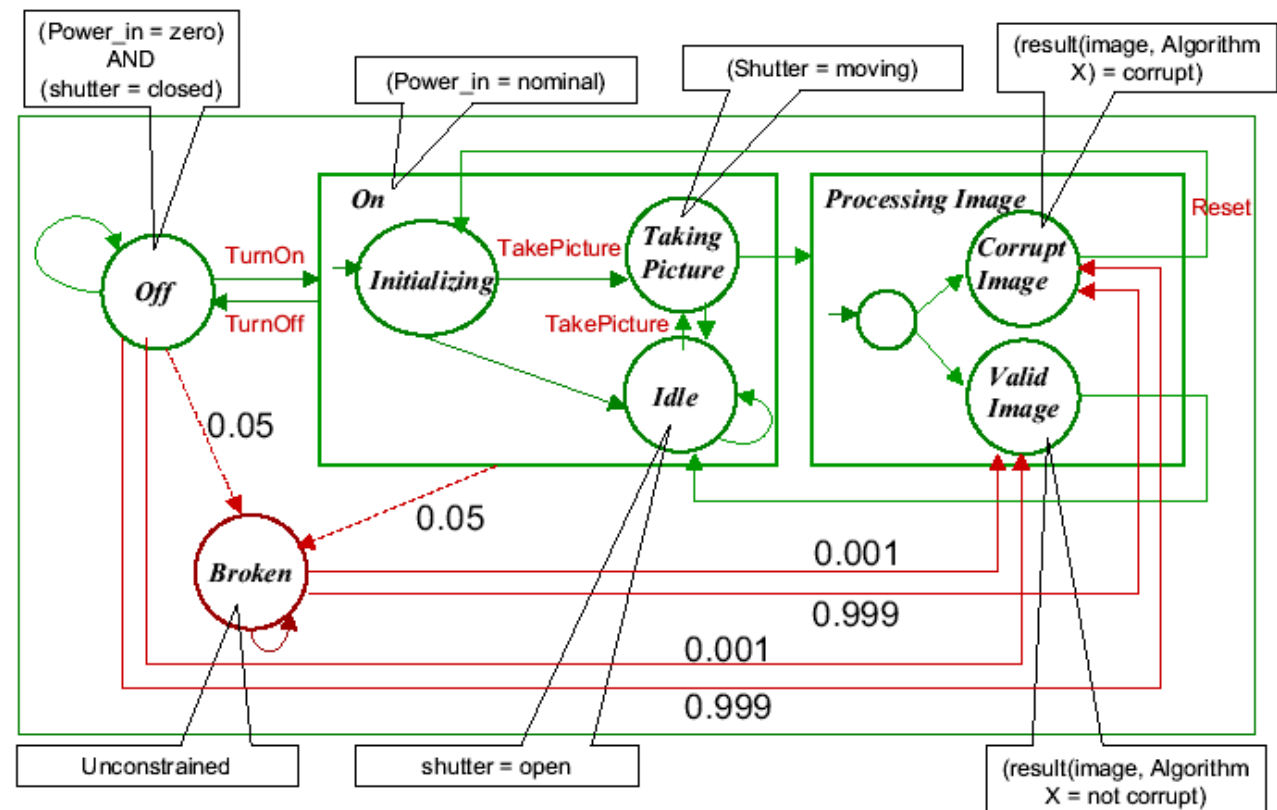 (Power_in = zero)
AND
(shutter = closed)
(Power_in = nominal)
(Shutter = moving)
(result(image, Algorithm
X) = corrupt)
On
Processing Image
Reset
TurnOn
TurnOff
Off
Initializing
TakePicture
Taking
Picture
TakePicture
Idle
Corrupt
Image
Valid
Image
0.05
0.05
Broken
0.001
0.999
0.001
0.999
Unconstrained
shutter = open
(result(image, Algorithm
X = not corrupt)